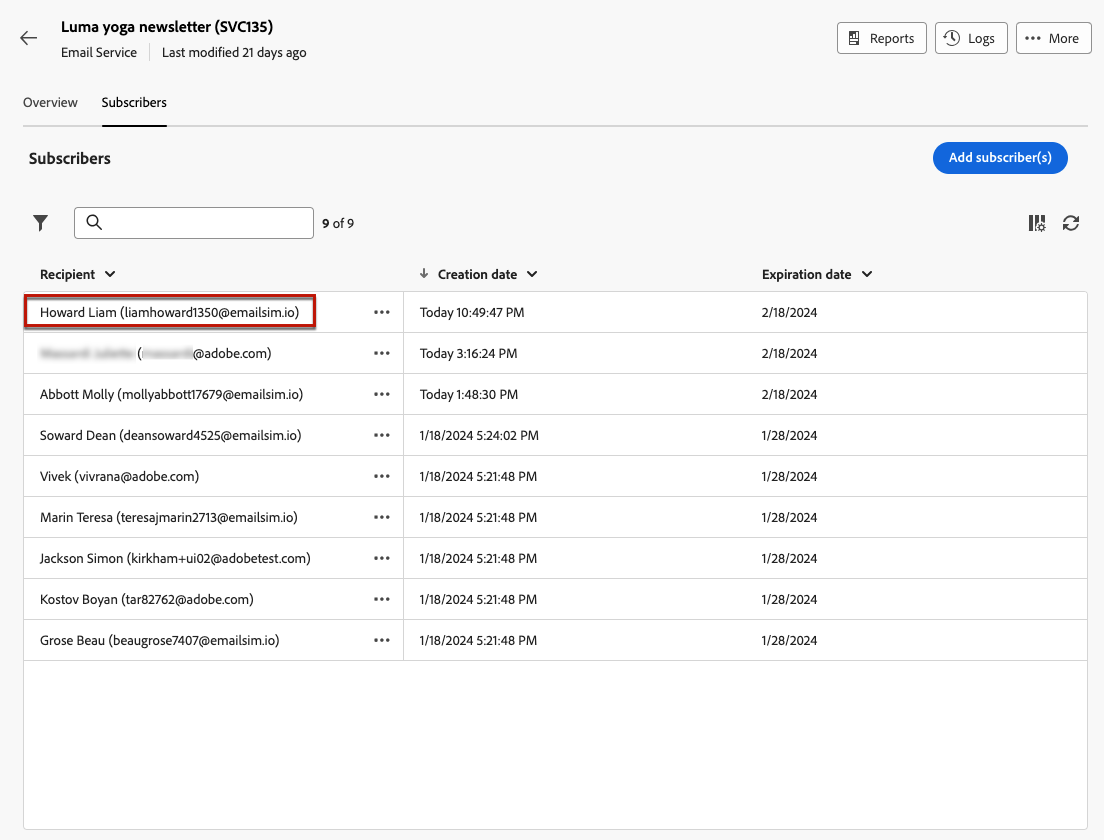 Luma yoga newsletter (SVC135)
Email Service Last modified 21 days ago
Reports Logs More
Overview Subscribers
Subscribers Add subscriber(s)
9 of 9
Recipient Creation date Expiration date
Howard Liam (liamhoward1350@emailsim.io) Today 10:49:47 PM 2/18/2024
@adobe.com) Today 3:16:24 PM 2/18/2024
Abbott Molly (mollyabbott17679@emailsim.io) Today 1:48:30 PM 2/18/2024
Soward Dean (deansoward4525@emailsim.io) 1/18/2024 5:24:02 PM 1/28/2024
Vivek (vivrana@adobe.com) 1/18/2024 5:21:48 PM 1/28/2024
Marin Teresa (teresajmarin2713@emailsim.io) 1/18/2024 5:21:48 PM 1/28/2024
Jackson Simon (kirkham+ui02@adobetest.com) 1/18/2024 5:21:48 PM 1/28/2024
Kostov Boyan (tar82762@adobe.com) 1/18/2024 5:21:48 PM 1/28/2024
Grose Beau (beaugrose7407@emailsim.io) 1/18/2024 5:21:48 PM 1/28/2024